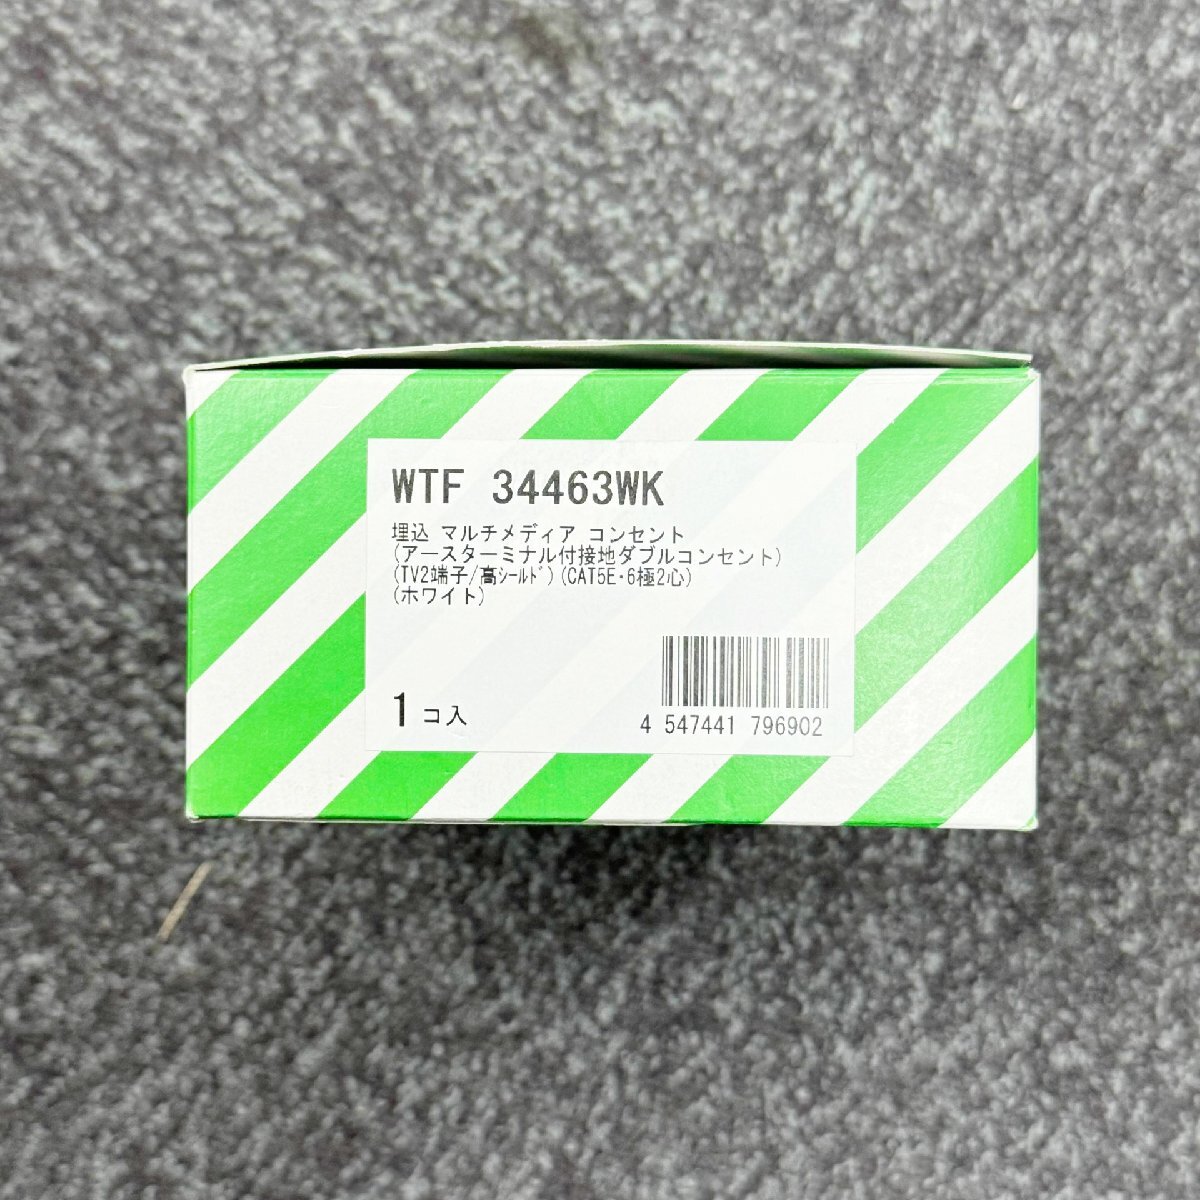 WTF 34463WK
埋込 マルチメディア コンセント
(アースターミナル付接地ダブルコンセント)
(TV2端子/高ｼｰﾙﾄﾞ)(CAT5E・6極2心)
(ホワイト)
1コ入
4 547441 796902